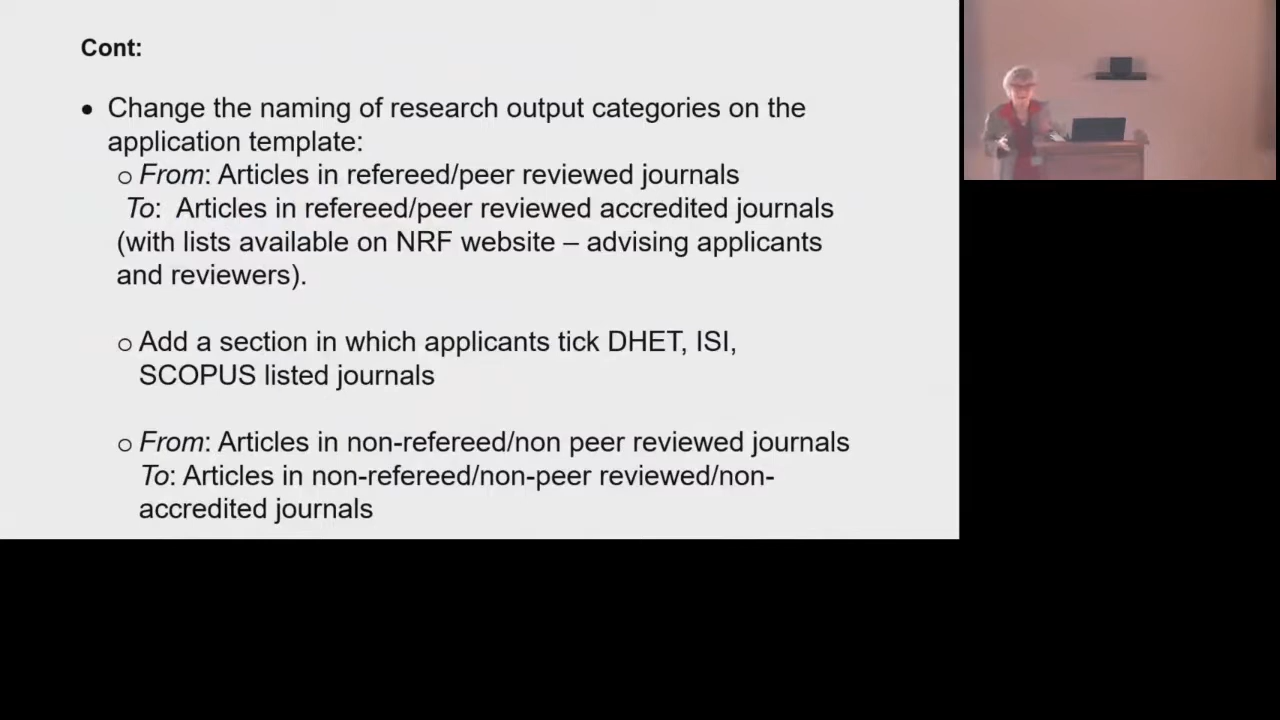 Cont:
• Change the naming of research output categories on the
application template:
o From: Articles in refereed/peer reviewed journals
To: Articles in refereed/peer reviewed accredited journals
(with lists available on NRF website – advising applicants
and reviewers).
o Add a section in which applicants tick DHET, ISI,
SCOPUS listed journals
o From: Articles in non-refereed/non peer reviewed journals
To: Articles in non-refereed/non-peer reviewed/non-
accredited journals